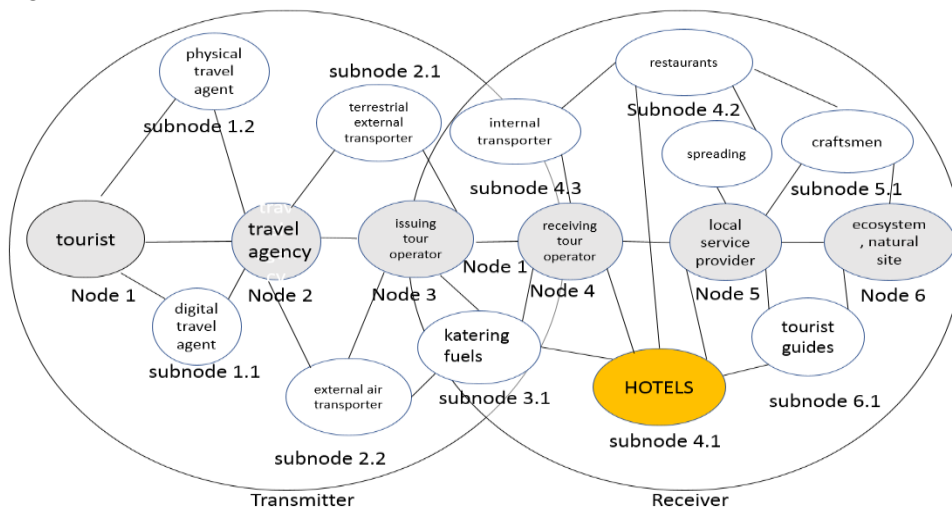 physical
travel
agent
subnode 1.2
subnode 2.1
terrestrial
external
transporter
internal
transporter
subnode 4.3
restaurants
Subnode 4.2
spreading
craftsmen
subnode 5.1
tourist
Node 1
trav
travel
agency
cy
Node 2
issuing
tour
operator
Node 3
Node 1
receiving
tour
operator
Node 4
local
service
provider
Node 5
ecosystem
, natural
site
Node 6
digital
travel
agent
subnode 1.1
external air
transporter
subnode 2.2
katering
fuels
subnode 3.1
HOTELS
subnode 4.1
tourist
guides
subnode 6.1
Transmitter
Receiver